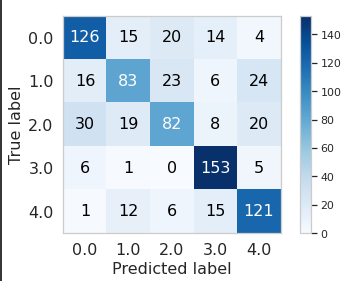 True label
0.0 126 15 20 14 4
1.0 16 83 23 6 24
2.0 30 19 82 8 20
3.0 6 1 0 153 5
4.0 1 12 6 15 121
0.0 1.0 2.0 3.0 4.0
Predicted label
140
120
100
80
60
40
20
0